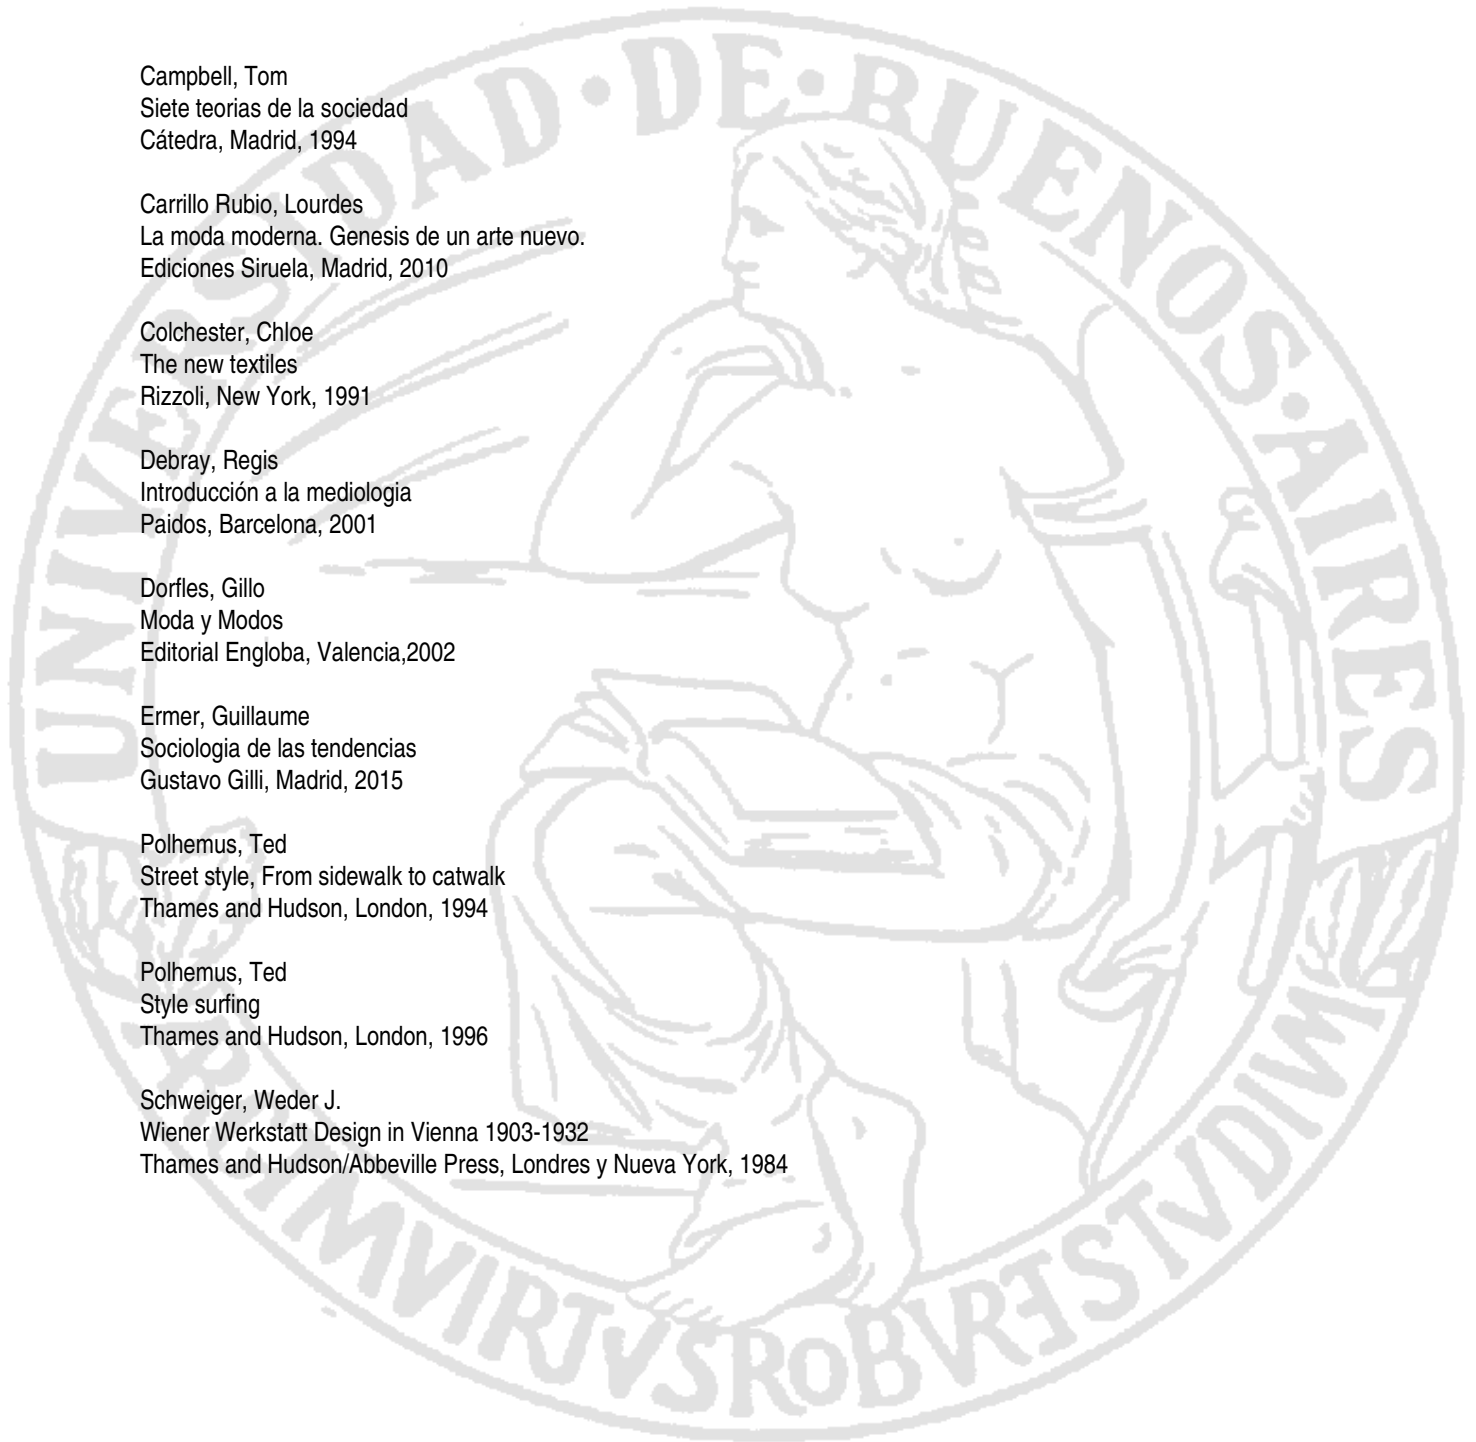 UNIVERSIDAD·DE·BUENOS·AIRES
Campbell, Tom
Siete teorias de la sociedad
Cátedra, Madrid, 1994
Carrillo Rubio, Lourdes
La moda moderna. Genesis de un arte nuevo.
Ediciones Siruela, Madrid, 2010
Colchester, Chloe
The new textiles
Rizzoli, New York, 1991
Debray, Regis
Introducción a la mediologia
Paidos, Barcelona, 2001
Dorfles, Gillo
Moda y Modos
Editorial Engloba, Valencia,2002
Ermer, Guillaume
Sociologia de las tendencias
Gustavo Gilli, Madrid, 2015
Polhemus, Ted
Street style, From sidewalk to catwalk
Thames and Hudson, London, 1994
Polhemus, Ted
Style surfing
Thames and Hudson, London, 1996
Schweiger, Weder J.
Wiener Werkstatt Design in Vienna 1903-1932
Thames and Hudson/Abbeville Press, Londres y Nueva York, 1984